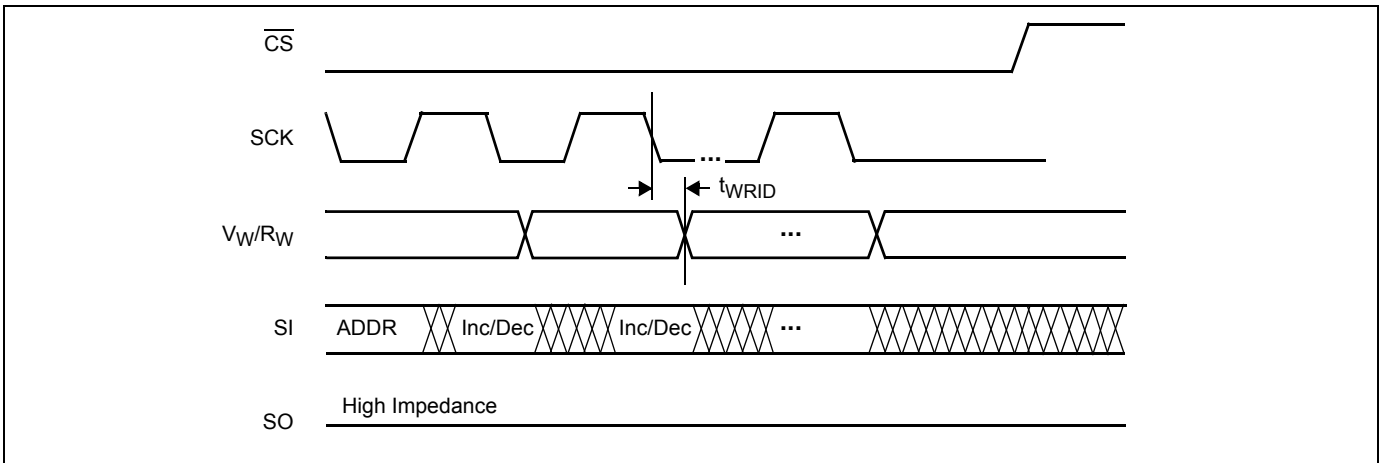 CS
SCK
...
tWRID
VW/RW
...
SI
ADDR
Inc/Dec
Inc/Dec
...
High Impedance
SO